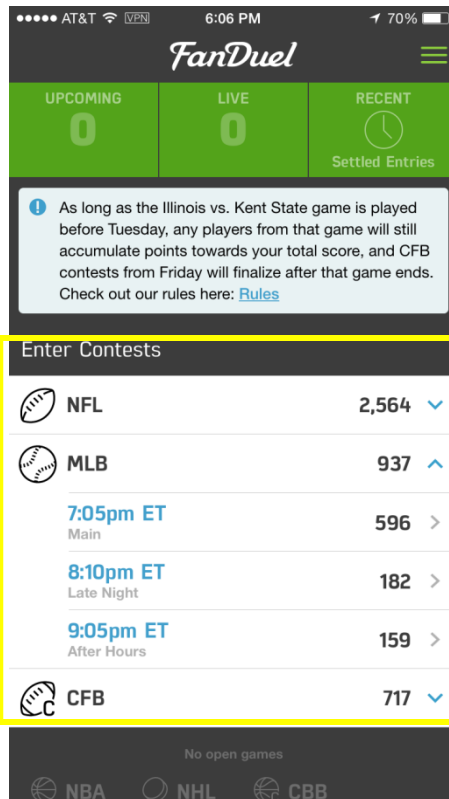 AT&T VPN 6:06 PM 70%
FanDuel
UPCOMING LIVE RECENT
0 0
Settled Entries
As long as the Illinois vs. Kent State game is played
before Tuesday, any players from that game will still
accumulate points towards your total score, and CFB
contests from Friday will finalize after that game ends.
Check out our rules here: Rules
Enter Contests
NFL 2,564
MLB 937
7:05pm ET 596
Main
8:10pm ET 182
Late Night
9:05pm ET 159
After Hours
C CFB 717
No open games
NBA NHL C CBB